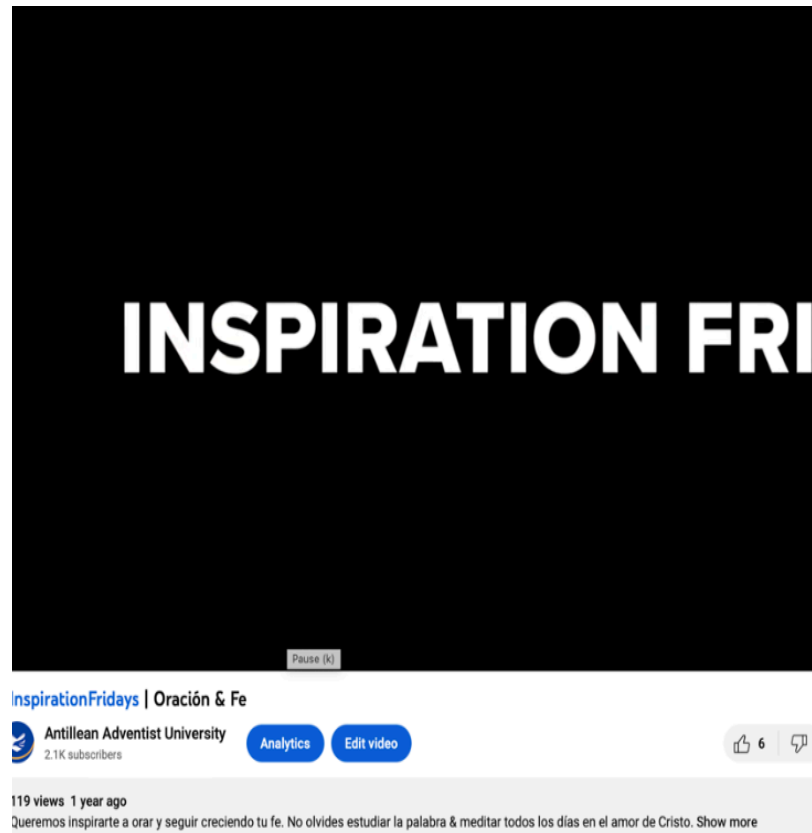 INSPIRATION FRI
Pause (k)
InspirationFridays | Oración & Fe
Antillean Adventist University
2.1K subscribers
Analytics
Edit video
6
119 views 1 year ago
Queremos inspirarte a orar y seguir creciendo tu fe. No olvides estudiar la palabra & meditar todos los días en el amor de Cristo. Show more